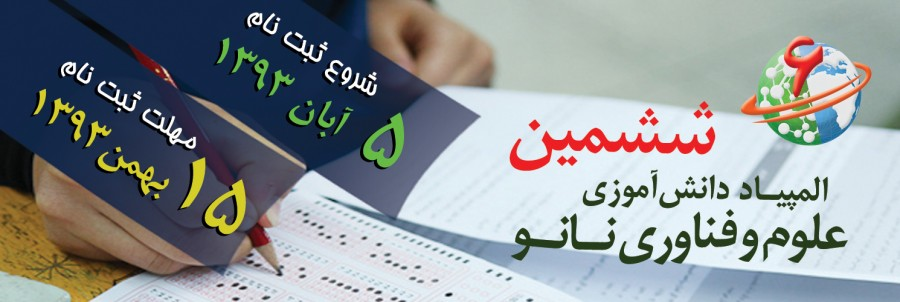 ششمین
المپیاد دانش‌آموزی
علوم و فناوری نانو
۶
شروع ثبت نام
۵ آبان ۱۳۹۳
مهلت ثبت نام
۱۵ بهمن ۱۳۹۳